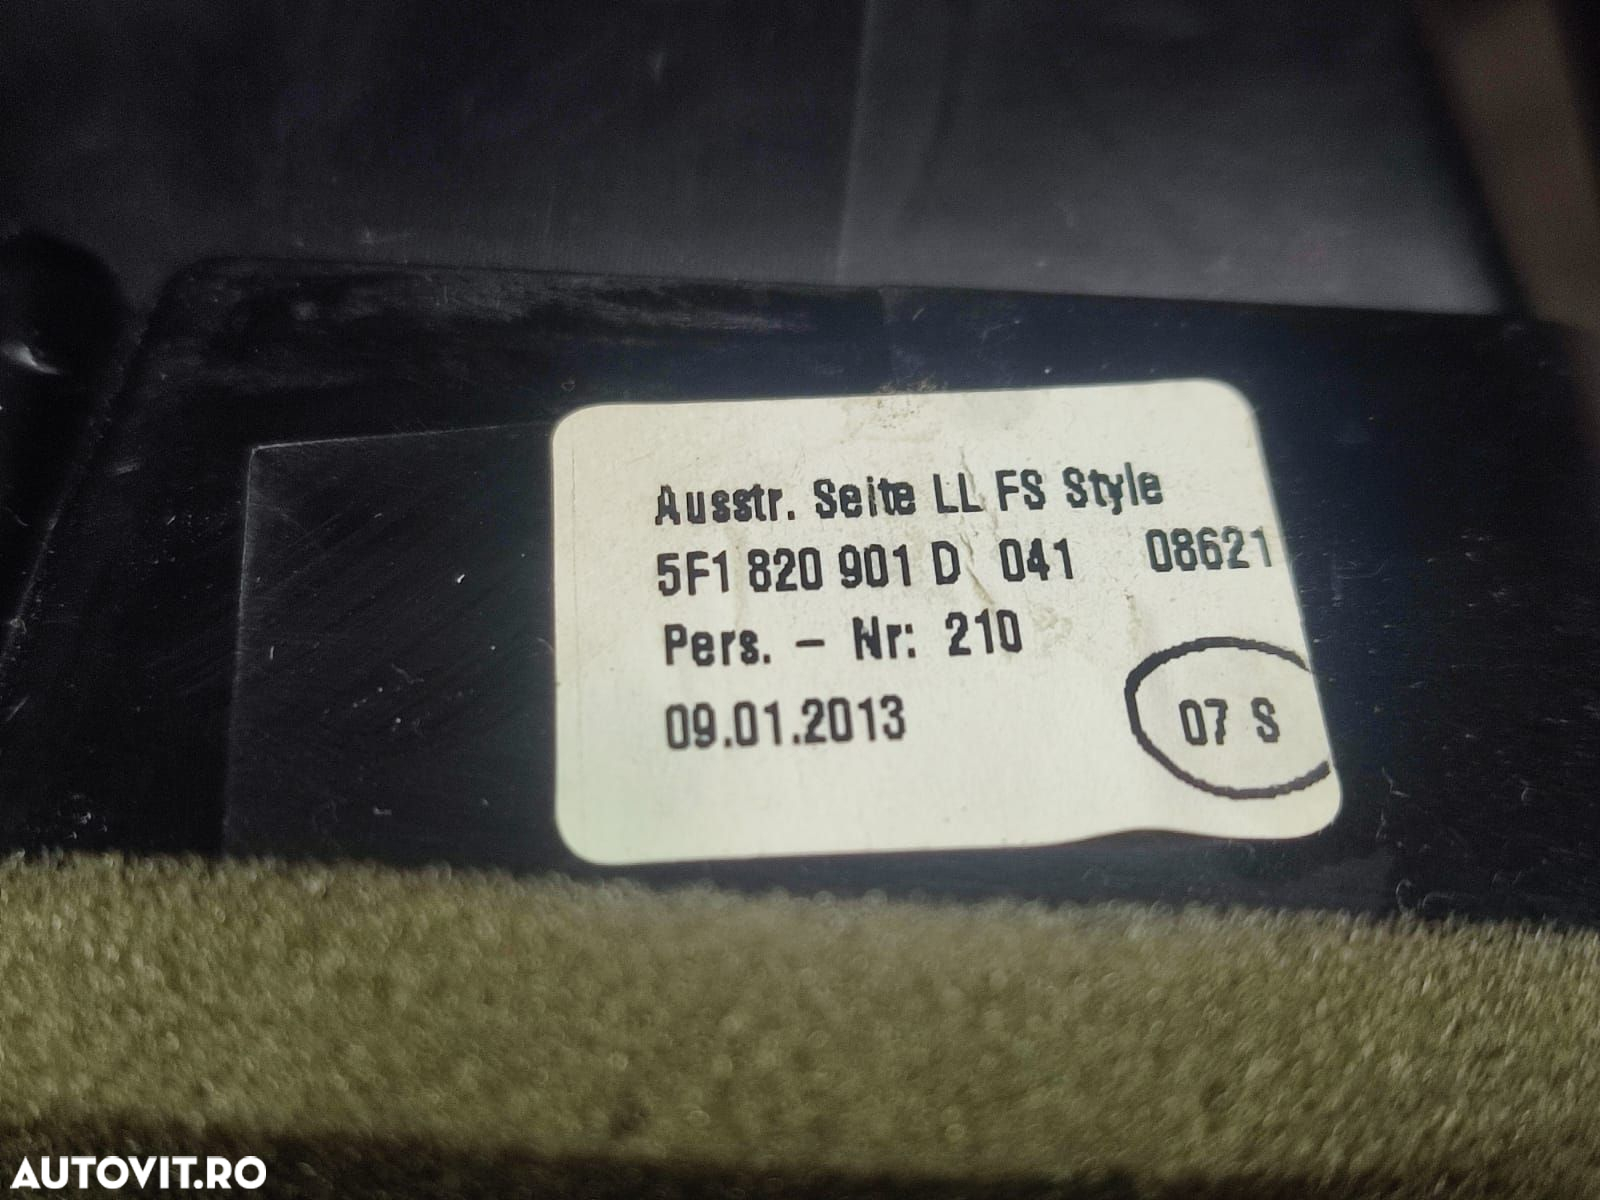 Ausstr. Seite LL FS Style
5F1 820 901 D 041 08621
Pers. – Nr: 210
09.01.2013 07 S
AUTOVIT.RO